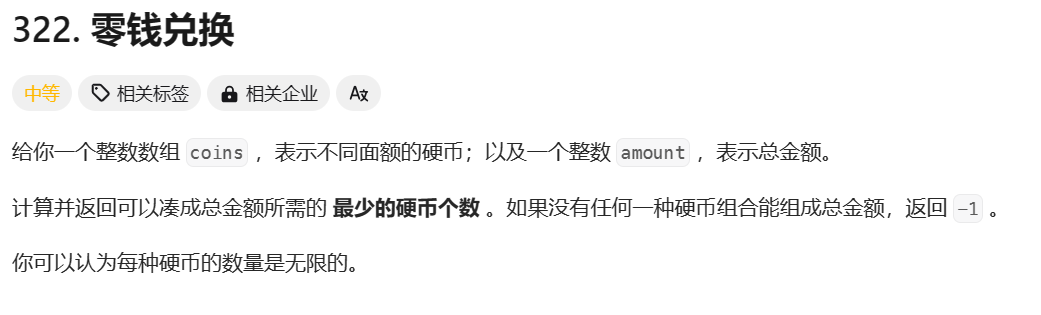 322. 零钱兑换
中等 相关标签 相关企业 Aあ
给你一个整数数组 coins ，表示不同面额的硬币；以及一个整数 amount ，表示总金额。
计算并返回可以凑成总金额所需的 最少的硬币个数 。如果没有任何一种硬币组合能组成总金额，返回 -1 。
你可以认为每种硬币的数量是无限的。